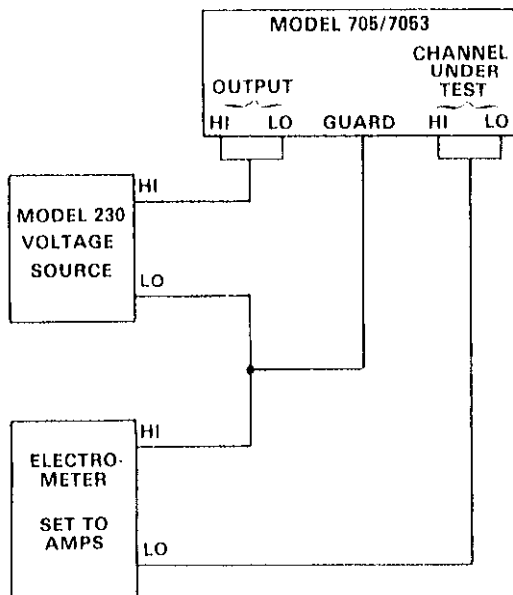 MODEL 705/7053
CHANNEL
UNDER
TEST
OUTPUT
HI LO GUARD HI LO
HI
MODEL 230
VOLTAGE
SOURCE
LO
HI
ELECTRO-
METER
SET TO
AMPS
LO